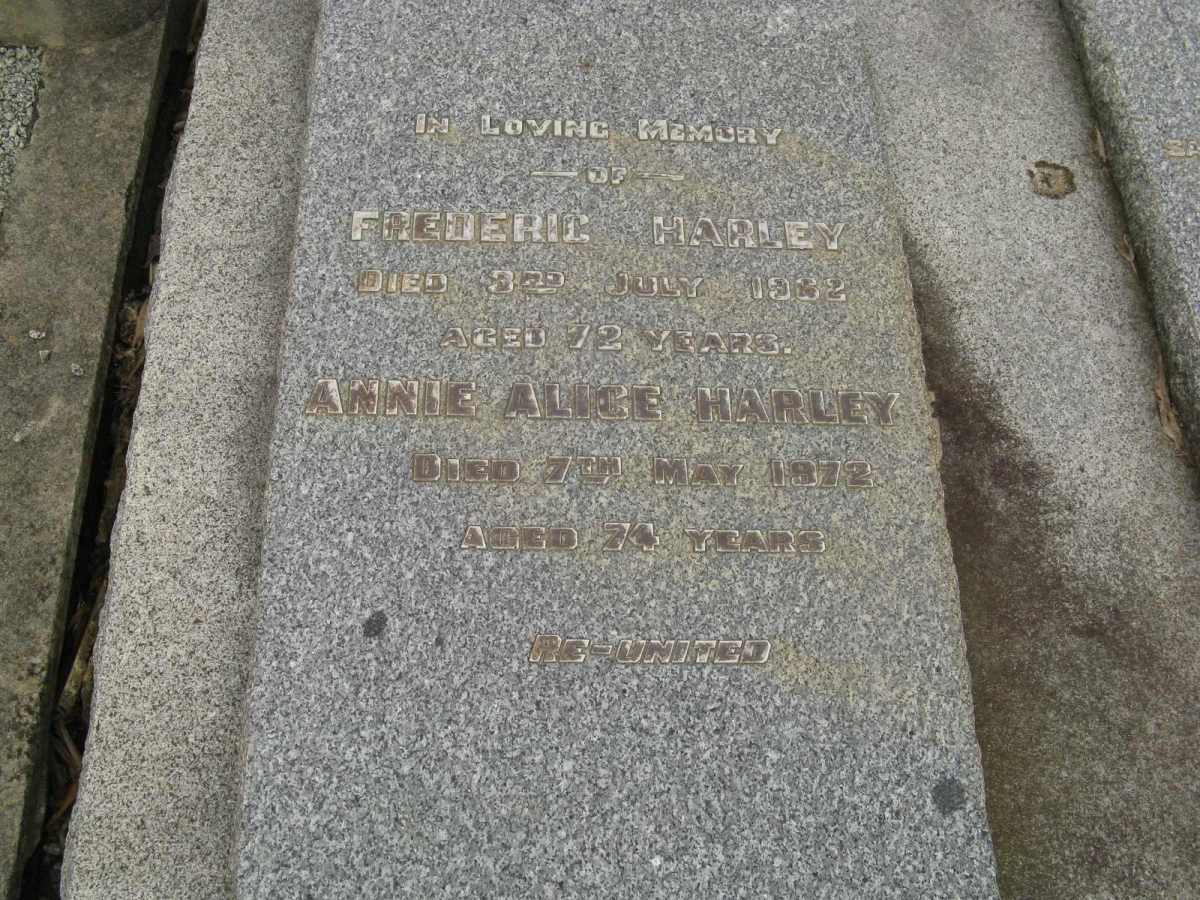 In Loving Memory
— OF —
FREDERIC HARLEY
Died 3rd July 1962
AGED 72 YEARS.
ANNIE ALICE HARLEY
Died 7th May 1972
AGED 74 YEARS
Re-united